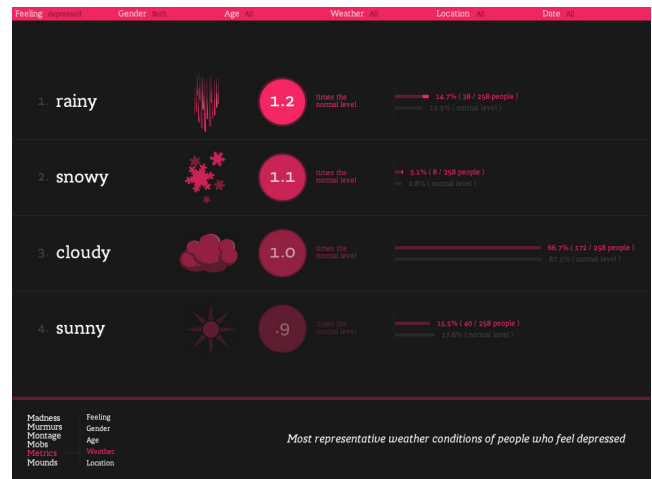 Feeling depressed Gender Both Age All Weather All Location All Date All
1. rainy
1.2
times the
normal level
14.7% ( 38 / 258 people )
12.3% ( normal level )
2. snowy
1.1
times the
normal level
3.1% ( 8 / 258 people )
2.8% ( normal level )
3. cloudy
1.0
times the
normal level
66.7% ( 172 / 258 people )
67.3% ( normal level )
4. sunny
.9
times the
normal level
15.5% ( 40 / 258 people )
17.6% ( normal level )
Madness
Murmurs
Montage
Mobs
Metrics
Mounds
Feeling
Gender
Age
Weather
Location
Most representative weather conditions of people who feel depressed